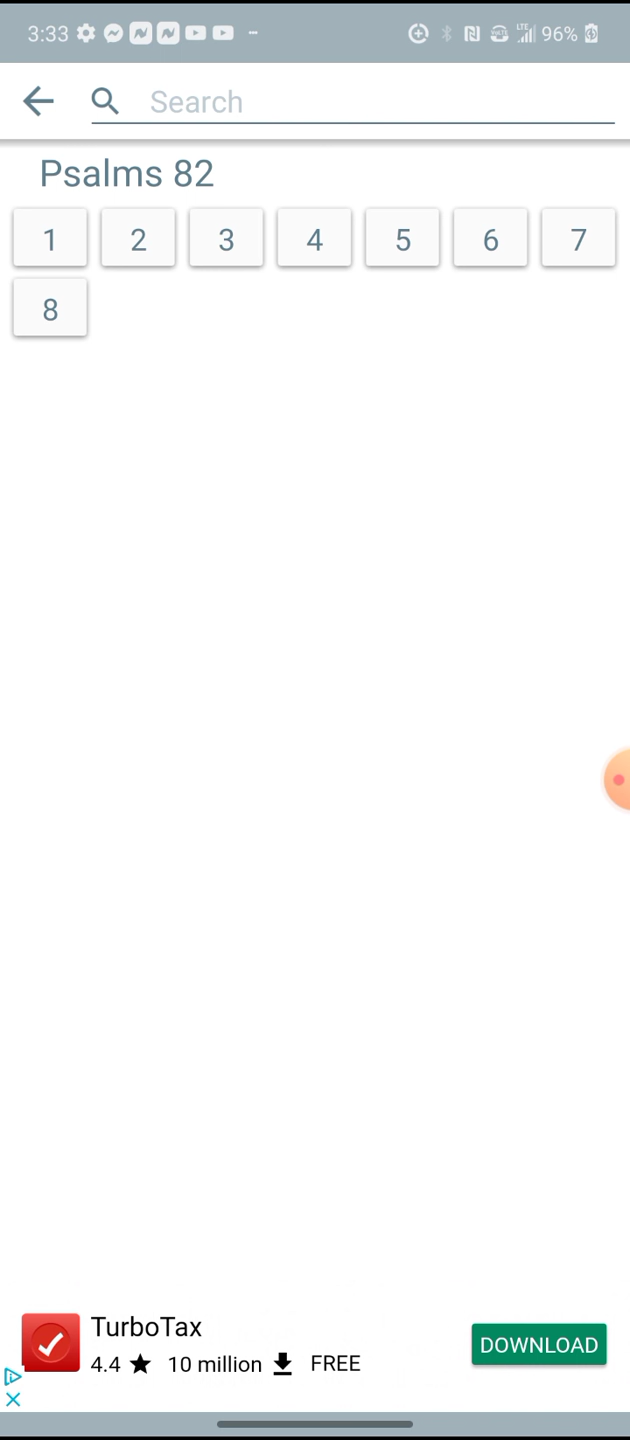 3:33 96%
Search
Psalms 82
1 2 3 4 5 6 7
8
TurboTax
4.4 ★ 10 million FREE
DOWNLOAD